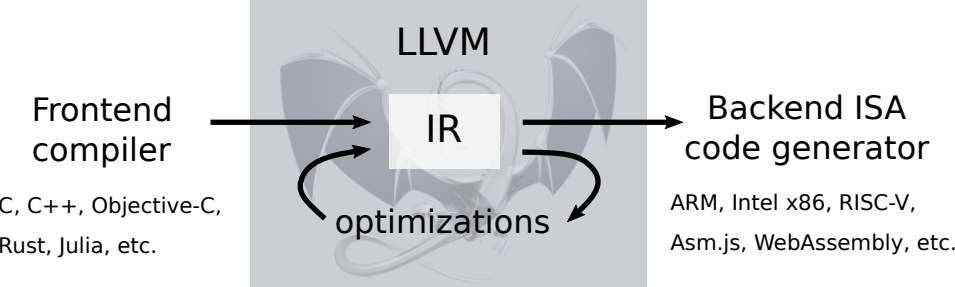 LLVM
Frontend
compiler
C, C++, Objective-C,
Rust, Julia, etc.
IR
optimizations
Backend ISA
code generator
ARM, Intel x86, RISC-V,
Asm.js, WebAssembly, etc.